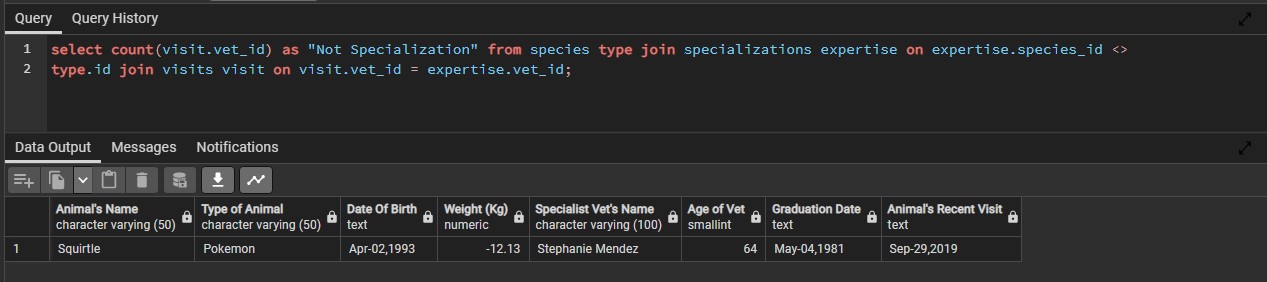 Query Query History
1 select count(visit.vet_id) as "Not Specialization" from species type join specializations expertise on expertise.species_id <>
2 type.id join visits visit on visit.vet_id = expertise.vet_id;
Data Output Messages Notifications
Animal's Name Type of Animal Date Of Birth Weight (Kg) Specialist Vet's Name Age of Vet Graduation Date Animal's Recent Visit
character varying (50) character varying (50) text numeric character varying (100) smallint text text
1 Squirtle Pokemon Apr-02,1993 -12.13 Stephanie Mendez 64 May-04,1981 Sep-29,2019